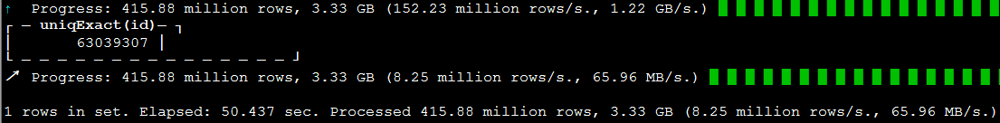 ↑ Progress: 415.88 million rows, 3.33 GB (152.23 million rows/s., 1.22 GB/s.)
uniqExact(id)
63039307
↗ Progress: 415.88 million rows, 3.33 GB (8.25 million rows/s., 65.96 MB/s.)
1 rows in set. Elapsed: 50.437 sec. Processed 415.88 million rows, 3.33 GB (8.25 million rows/s., 65.96 MB/s.)